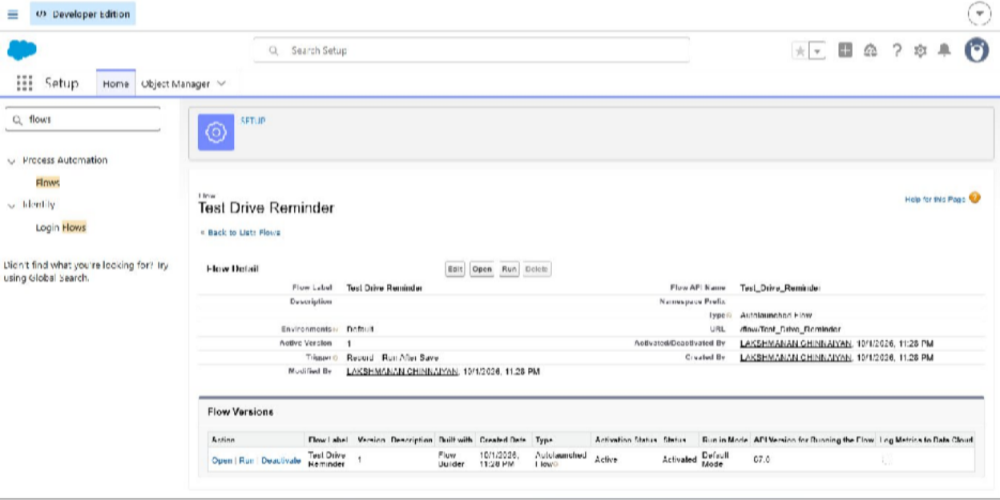 Developer Edition
Search Setup
Setup
Home
Object Manager
flows
Process Automation
Flows
Identity
Login Flows
Didn't find what you're looking for? Try
using Global Search.
SETUP
Flow
Test Drive Reminder
Help for this Page
« Back to List: Flows
Flow Detail
Edit Open Run Delete
Flow Label Test Drive Reminder Flow API Name Test_Drive_Reminder
Description Namespace Prefix
Type Autolaunched Flow
Environments Default URL /flow/Test_Drive_Reminder
Active Version 1 Activated/Deactivated By LAKSHMANAN CHINNAIYAN, 10/1/2026, 11:28 PM
Trigger Record Run After Save Created By LAKSHMANAN CHINNAIYAN, 10/1/2026, 11:28 PM
Modified By LAKSHMANAN CHINNAIYAN, 10/1/2026, 11:28 PM
Flow Versions
Action Flow Label Version Description Built with Created Date Type Activation Status Status Run in Mode API Version for Running the Flow Log Metrics to Data Cloud
Open | Run | Deactivate Test Drive Reminder 1 Flow Builder 10/1/2026, 11:28 PM Autolaunched Flow Active Activated Default Mode